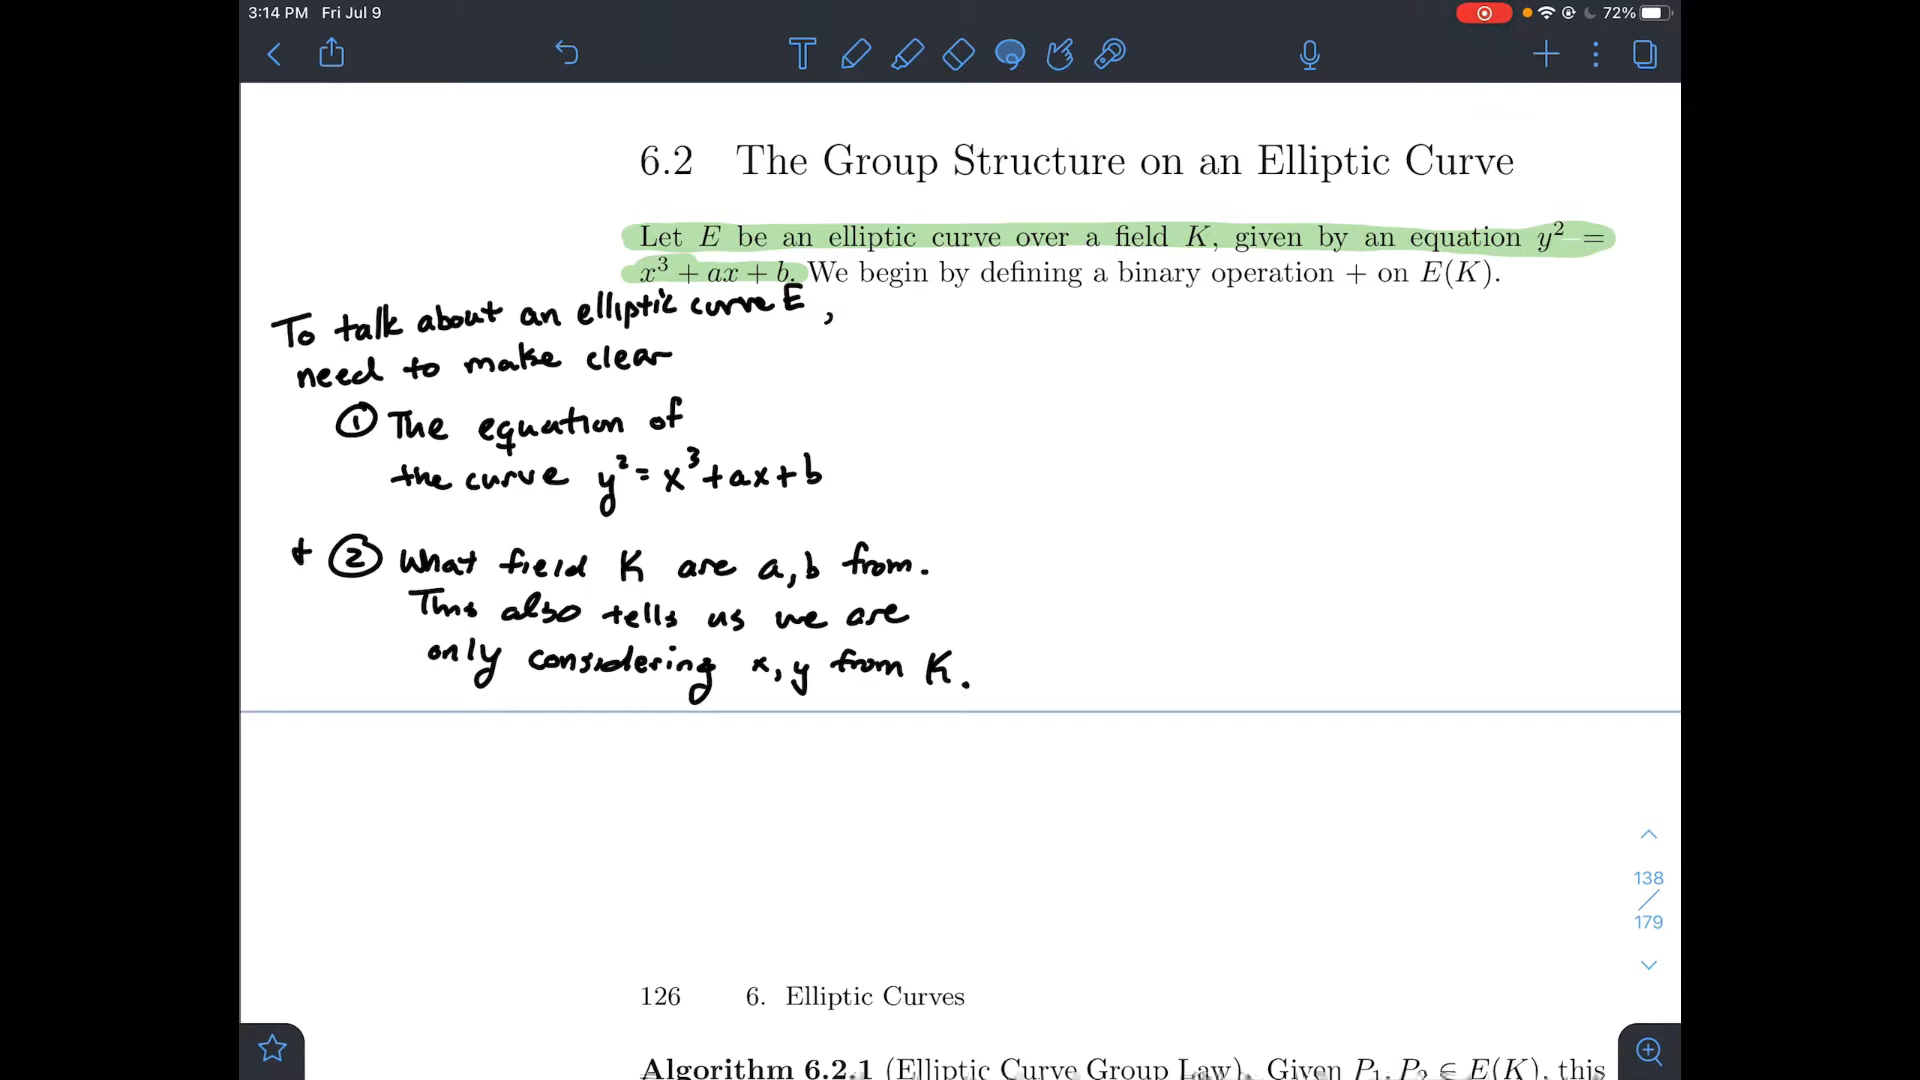 3:14 PM Fri Jul 9
72%
6.2 The Group Structure on an Elliptic Curve
Let E be an elliptic curve over a field K, given by an equation y² =
x³ + ax + b. We begin by defining a binary operation + on E(K).
To talk about an elliptic curve E,
need to make clear
① The equation of
the curve y² = x³ + ax + b
+ ② What field K are a, b from.
This also tells us we are
only considering x, y from K.
138
179
126 6. Elliptic Curves
Algorithm 6.2.1 (Elliptic Curve Group Law). Given P₁, P₂ ∈ E(K), this